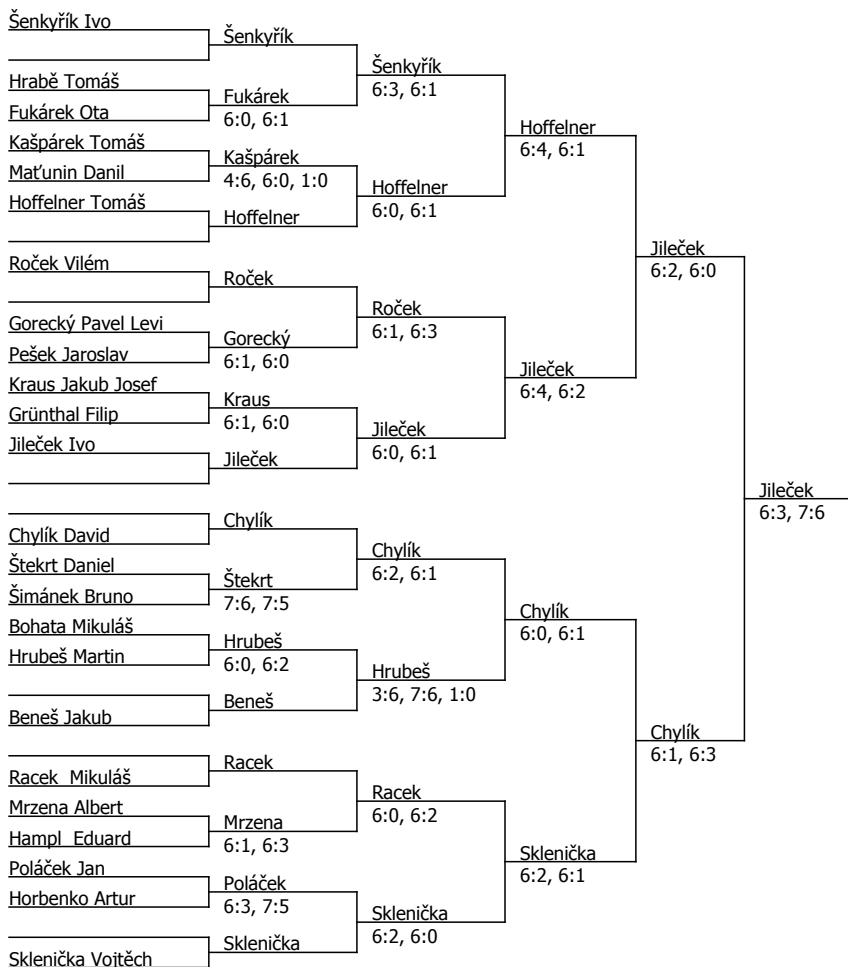 Šenkyřík Ivo
Hrabě Tomáš
Fukárek Ota
Kašpárek Tomáš
Maťunin Danil
Hoffelner Tomáš
Roček Vilém
Gorecký Pavel Levi
Pešek Jaroslav
Kraus Jakub Josef
Grünthal Filip
Jileček Ivo
Chylík David
Štekrt Daniel
Šimánek Bruno
Bohata Mikuláš
Hrubeš Martin
Beneš Jakub
Racek  Mikuláš
Mrzena Albert
Hampl  Eduard
Poláček Jan
Horbenko Artur
Sklenička Vojtěch
Šenkyřík
Fukárek
6:0, 6:1
Kašpárek
4:6, 6:0, 1:0
Hoffelner
Roček
Gorecký
6:1, 6:0
Kraus
6:1, 6:0
Jileček
Chylík
Štekrt
7:6, 7:5
Hrubeš
6:0, 6:2
Beneš
Racek
Mrzena
6:1, 6:3
Poláček
6:3, 7:5
Sklenička
Šenkyřík
6:3, 6:1
Hoffelner
6:0, 6:1
Roček
6:1, 6:3
Jileček
6:0, 6:1
Chylík
6:2, 6:1
Hrubeš
3:6, 7:6, 1:0
Racek
6:0, 6:2
Sklenička
6:2, 6:0
Hoffelner
6:4, 6:1
Jileček
6:4, 6:2
Chylík
6:0, 6:1
Sklenička
6:2, 6:1
Jileček
6:2, 6:0
Chylík
6:1, 6:3
Jileček
6:3, 7:6